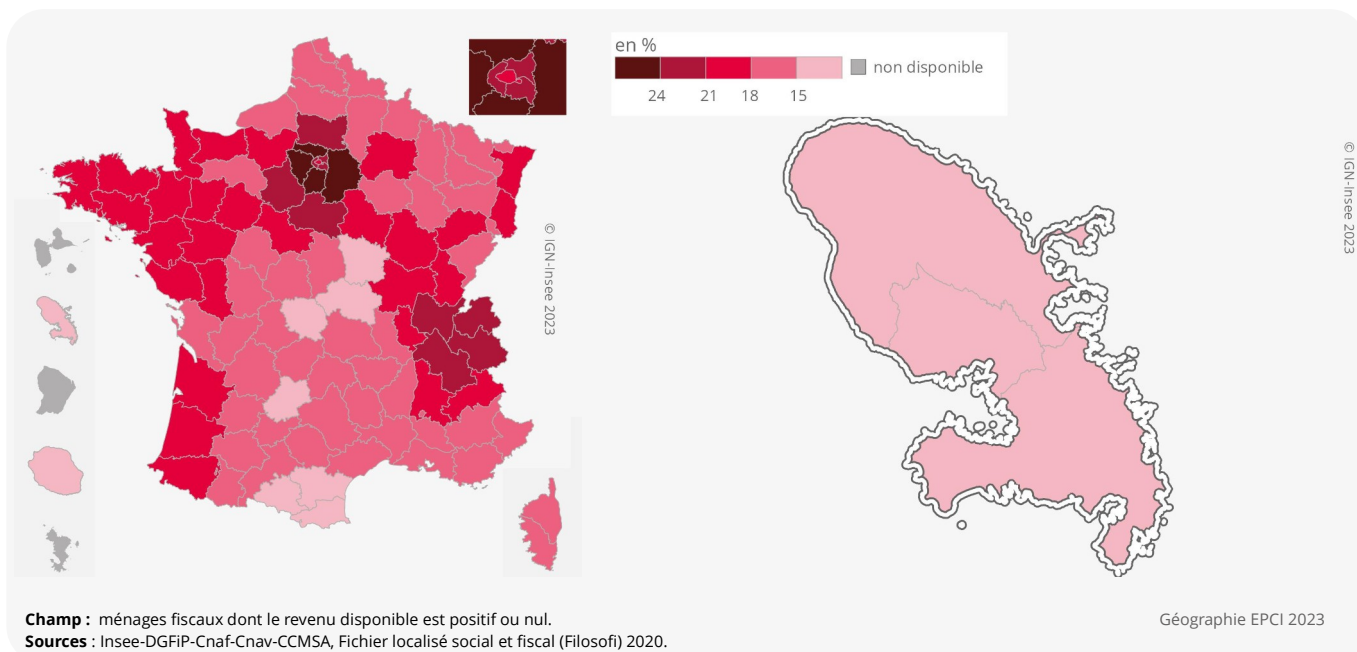 en %
non disponible
24 21 18 15
© IGN-Insee 2023
© IGN-Insee 2023
Champ : ménages fiscaux dont le revenu disponible est positif ou nul.
Géographie EPCI 2023
Sources : Insee-DGFiP-Cnaf-Cnav-CCMSA, Fichier localisé social et fiscal (Filosofi) 2020.